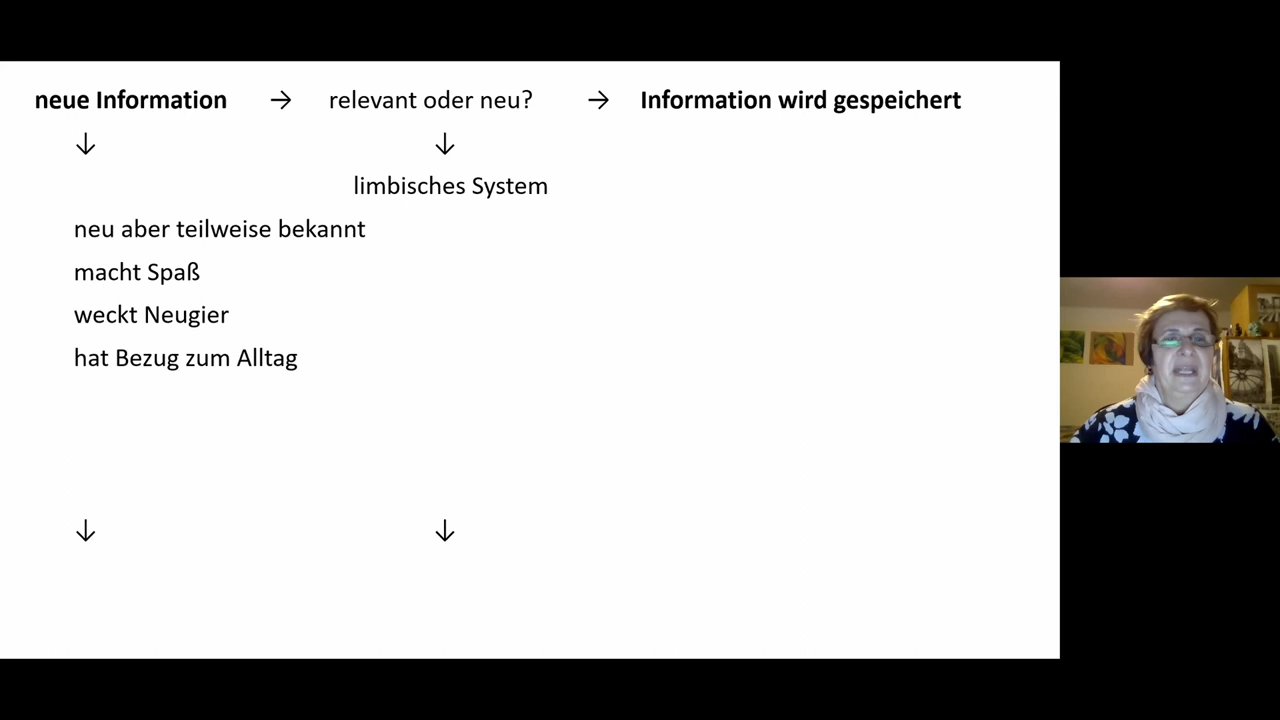 neue Information → relevant oder neu? → Information wird gespeichert
↓ ↓
limbisches System
neu aber teilweise bekannt
macht Spaß
weckt Neugier
hat Bezug zum Alltag
↓ ↓